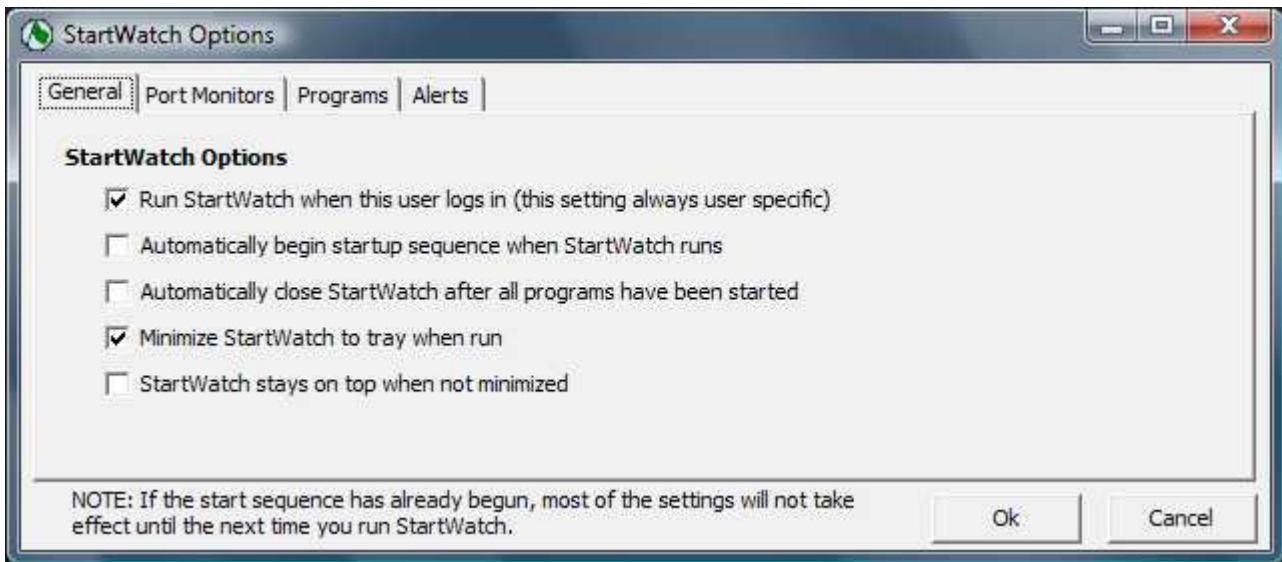 StartWatch Options
General Port Monitors Programs Alerts
StartWatch Options
Run StartWatch when this user logs in (this setting always user specific)
Automatically begin startup sequence when StartWatch runs
Automatically close StartWatch after all programs have been started
Minimize StartWatch to tray when run
StartWatch stays on top when not minimized
NOTE: If the start sequence has already begun, most of the settings will not take
effect until the next time you run StartWatch.
Ok Cancel